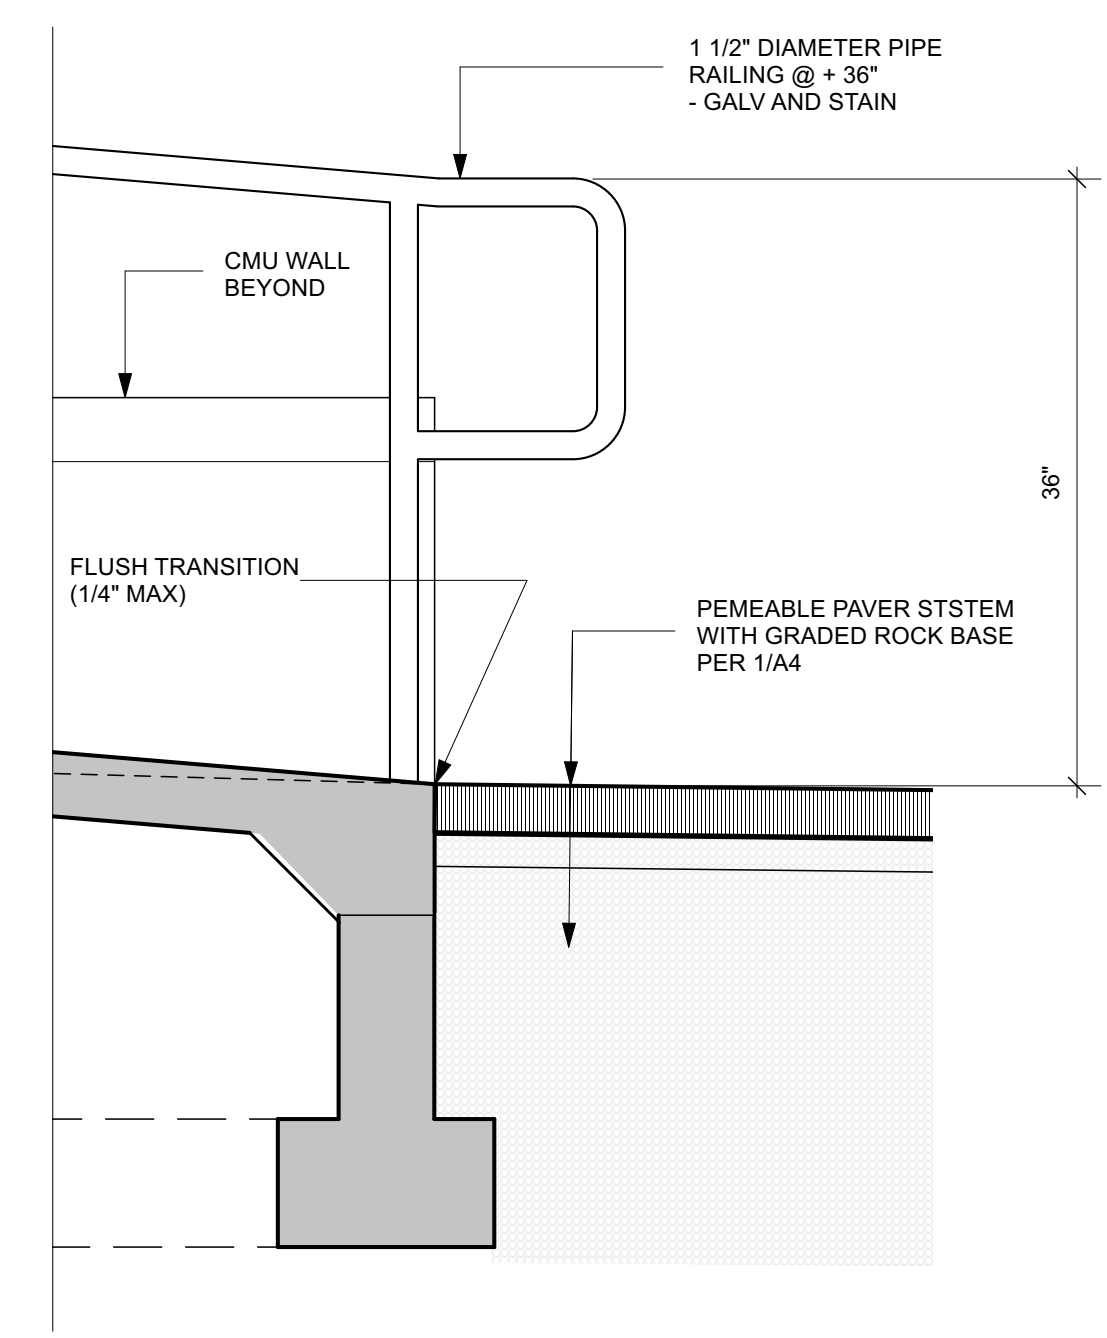 1 1/2" DIAMETER PIPE
RAILING @ + 36"
- GALV AND STAIN
CMU WALL
BEYOND
36"
FLUSH TRANSITION
(1/4" MAX)
PEMEABLE PAVER STSTEM
WITH GRADED ROCK BASE
PER 1/A4